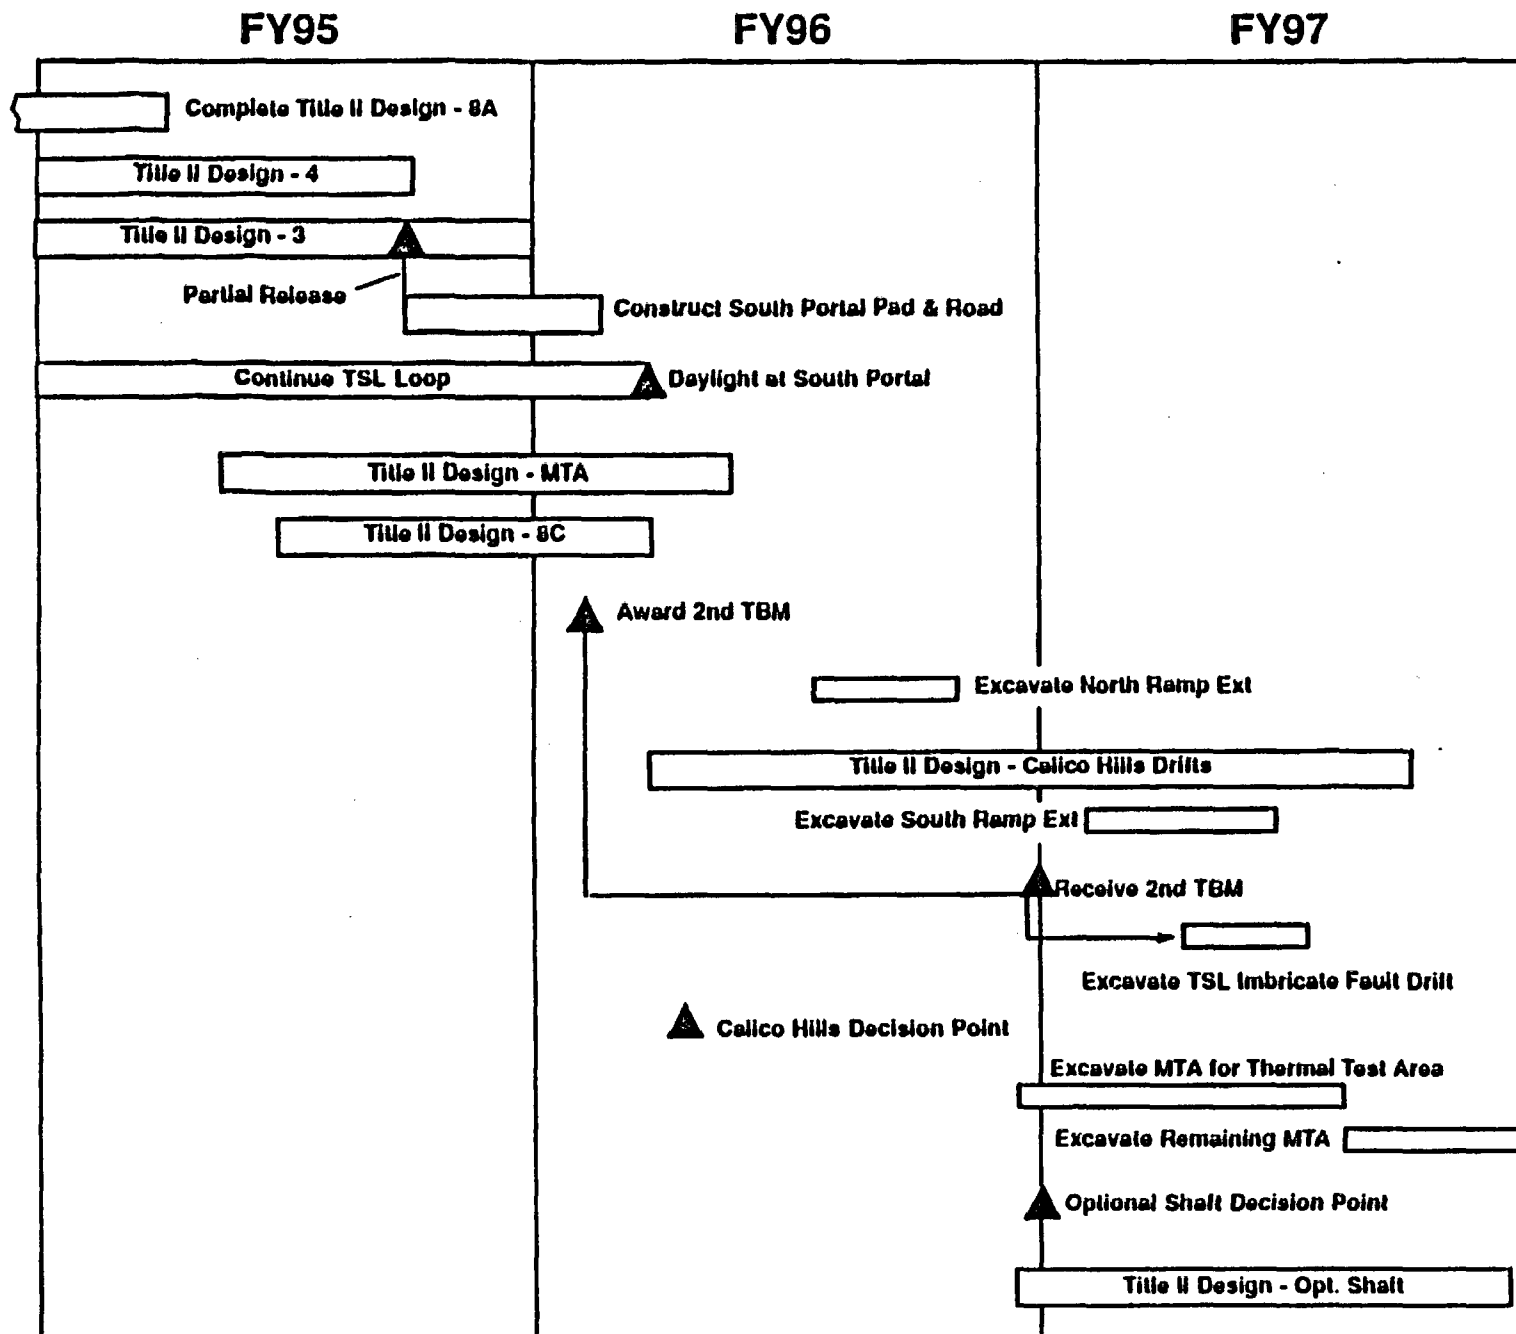 FY95 FY96 FY97
Complete Title II Design - 8A
Title II Design - 4
Title II Design - 3
Partial Release
Construct South Portal Pad & Road
Continue TSL Loop
Daylight at South Portal
Title II Design - MTA
Title II Design - 8C
Award 2nd TBM
Excavate North Ramp Ext
Title II Design - Calico Hills Drifts
Excavate South Ramp Ext
Receive 2nd TBM
Excavate TSL Imbricate Fault Drift
Calico Hills Decision Point
Excavate MTA for Thermal Test Area
Excavate Remaining MTA
Optional Shaft Decision Point
Title II Design - Opt. Shaft